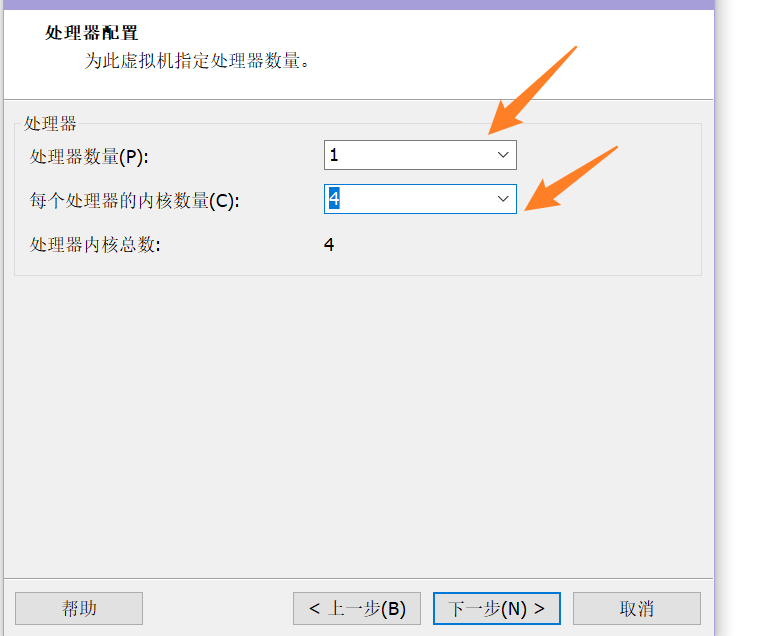 处理器配置
为此虚拟机指定处理器数量。
处理器
处理器数量(P): 1
每个处理器的内核数量(C): 4
处理器内核总数: 4
帮助 < 上一步(B) 下一步(N) > 取消